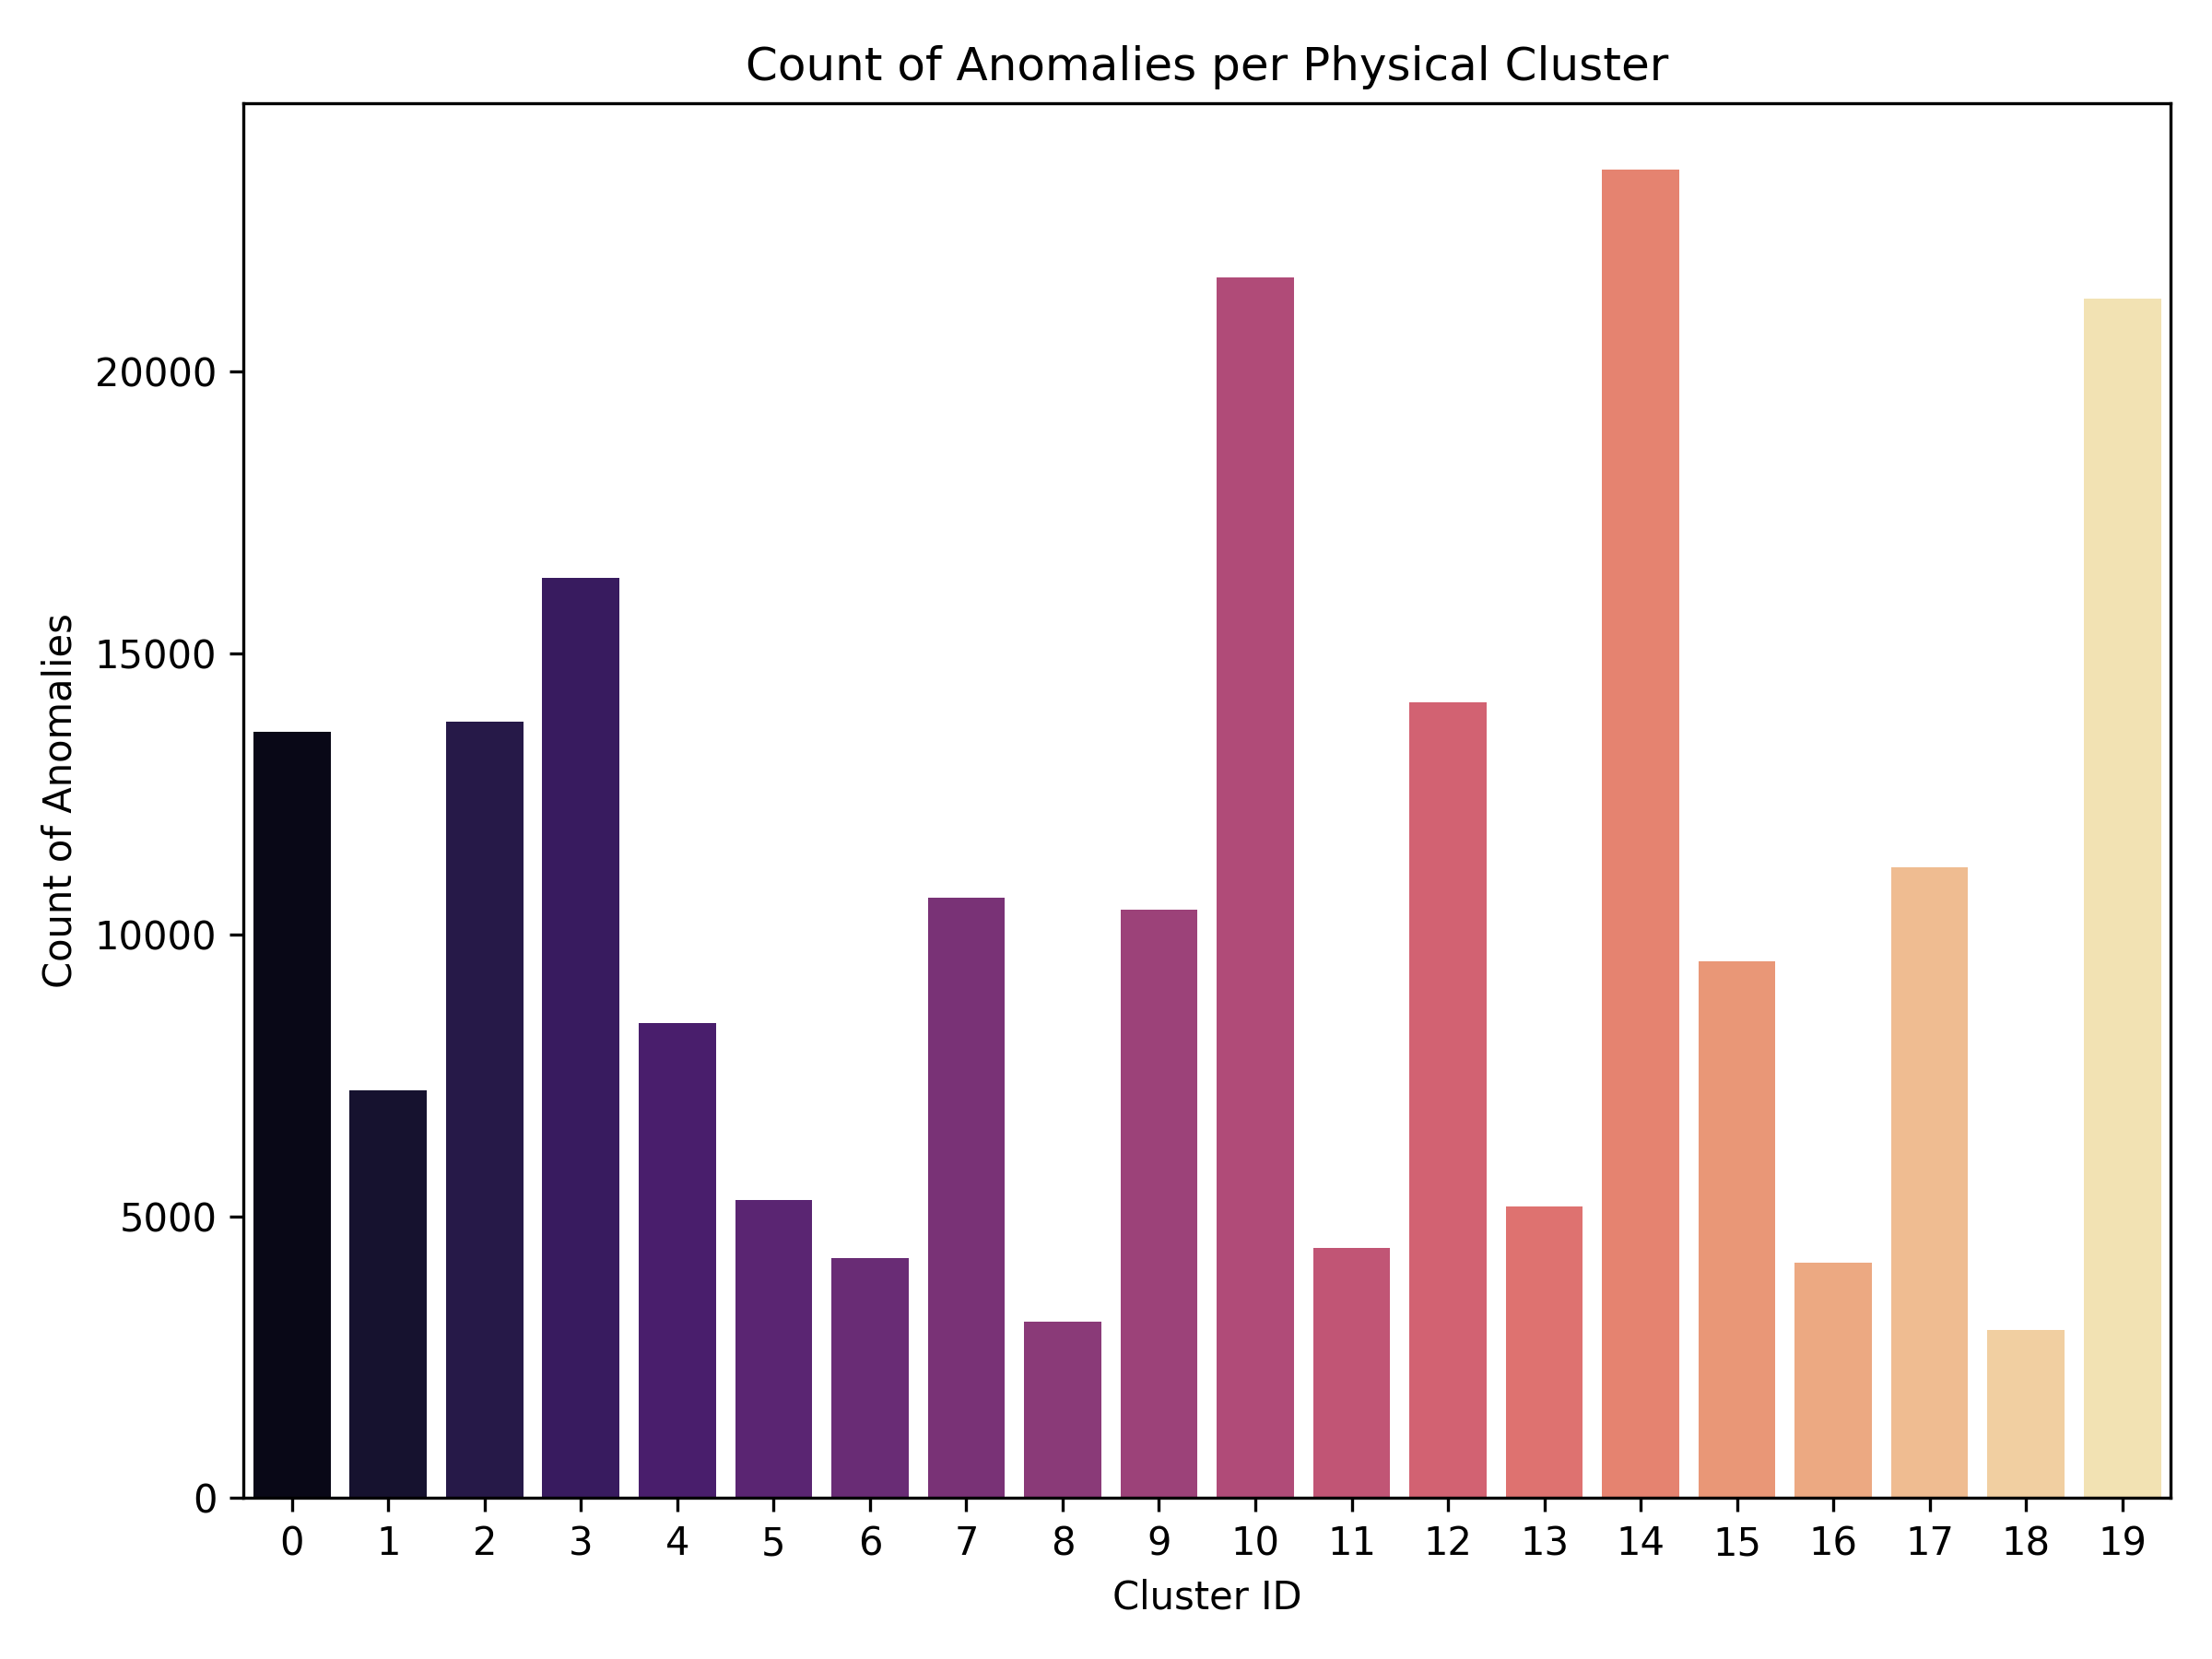 Count of Anomalies per Physical Cluster
Count of Anomalies
20000
15000
10000
5000
0
0 1 2 3 4 5 6 7 8 9 10 11 12 13 14 15 16 17 18 19
Cluster ID